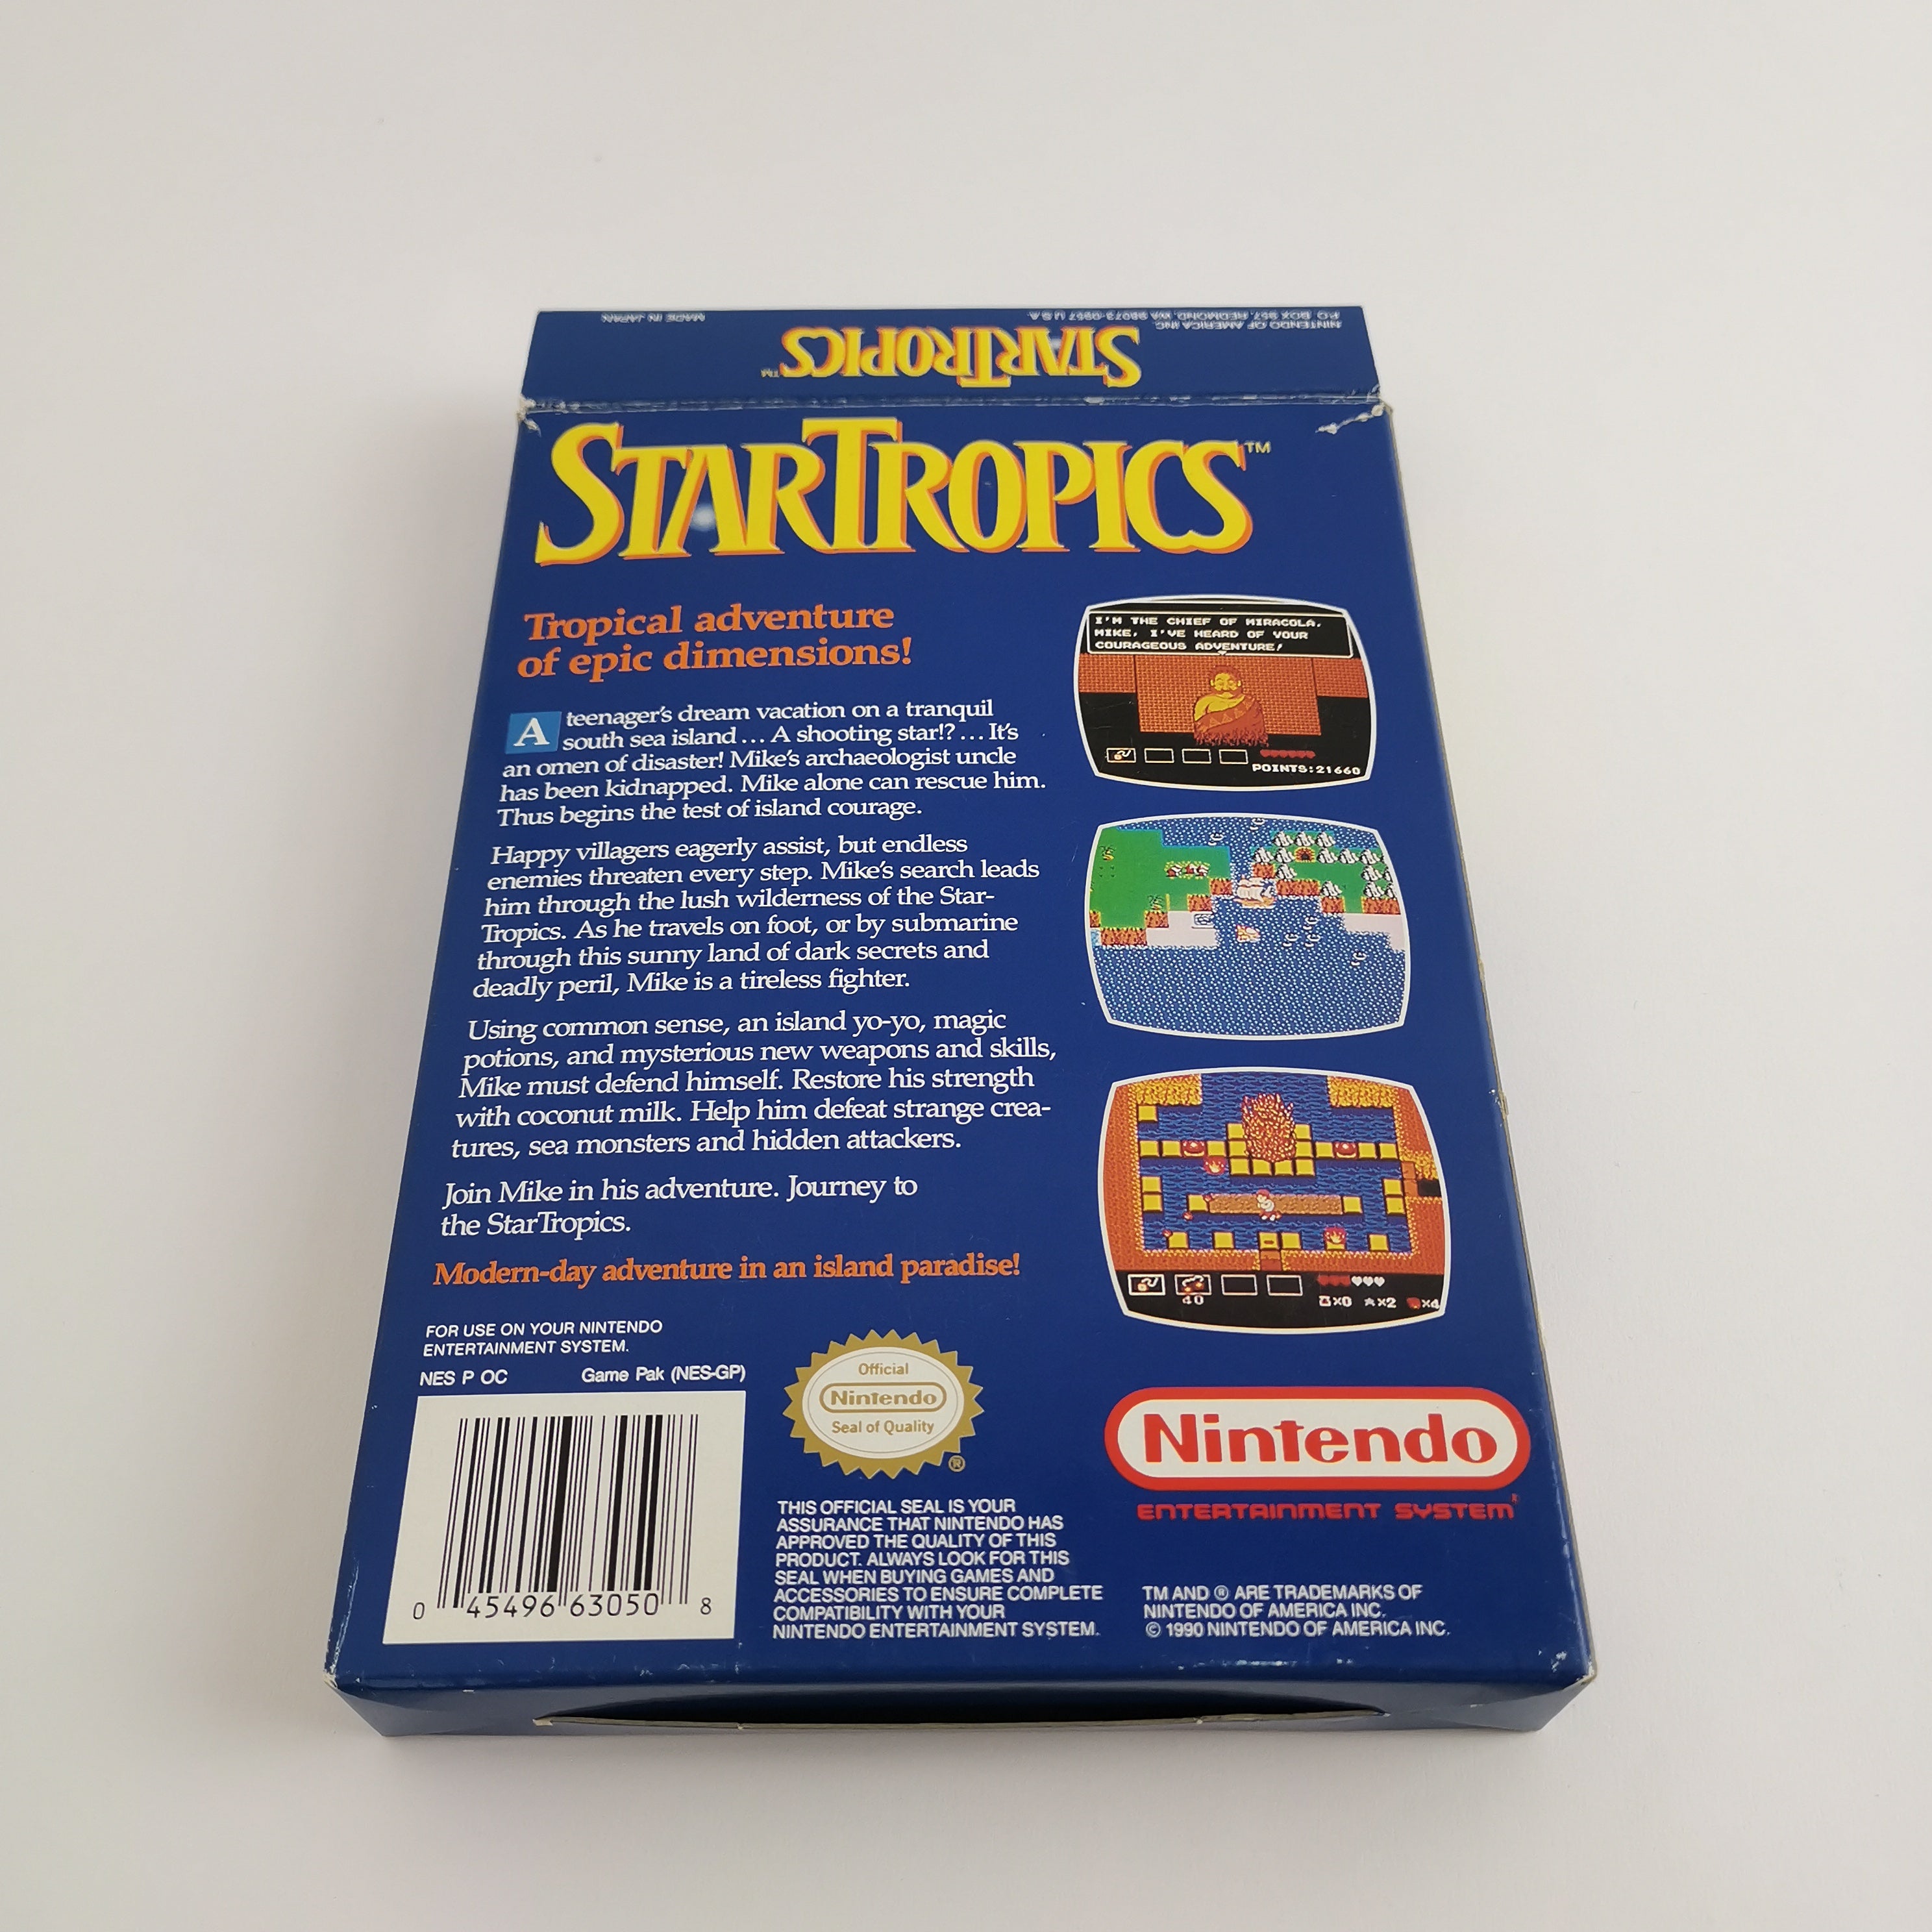 MADE IN JAPAN
NINTENDO OF AMERICA INC.
P.O. BOX 957, REDMOND, WA 98073-0957 U.S.A.
STARTROPICS™
STARTROPICS™
Tropical adventure
of epic dimensions!
A teenager's dream vacation on a tranquil
south sea island... A shooting star!?... It's
an omen of disaster! Mike's archaeologist uncle
has been kidnapped. Mike alone can rescue him.
Thus begins the test of island courage.
Happy villagers eagerly assist, but endless
enemies threaten every step. Mike's search leads
him through the lush wilderness of the Star-
Tropics. As he travels on foot, or by submarine
through this sunny land of dark secrets and
deadly peril, Mike is a tireless fighter.
Using common sense, an island yo-yo, magic
potions, and mysterious new weapons and skills,
Mike must defend himself. Restore his strength
with coconut milk. Help him defeat strange crea-
tures, sea monsters and hidden attackers.
Join Mike in his adventure. Journey to
the StarTropics.
Modern-day adventure in an island paradise!
I'M THE CHIEF OF MIRACOLA.
MIKE, I'VE HEARD OF YOUR
COURAGEOUS ADVENTURE!
POINTS:21660
40
x0 x2 x4
FOR USE ON YOUR NINTENDO
ENTERTAINMENT SYSTEM.
NES P OC Game Pak (NES-GP)
0 45496 63050 8
Official
Nintendo
Seal of Quality
®
THIS OFFICIAL SEAL IS YOUR
ASSURANCE THAT NINTENDO HAS
APPROVED THE QUALITY OF THIS
PRODUCT. ALWAYS LOOK FOR THIS
SEAL WHEN BUYING GAMES AND
ACCESSORIES TO ENSURE COMPLETE
COMPATIBILITY WITH YOUR
NINTENDO ENTERTAINMENT SYSTEM.
Nintendo
ENTERTAINMENT SYSTEM®
TM AND ® ARE TRADEMARKS OF
NINTENDO OF AMERICA INC.
© 1990 NINTENDO OF AMERICA INC.